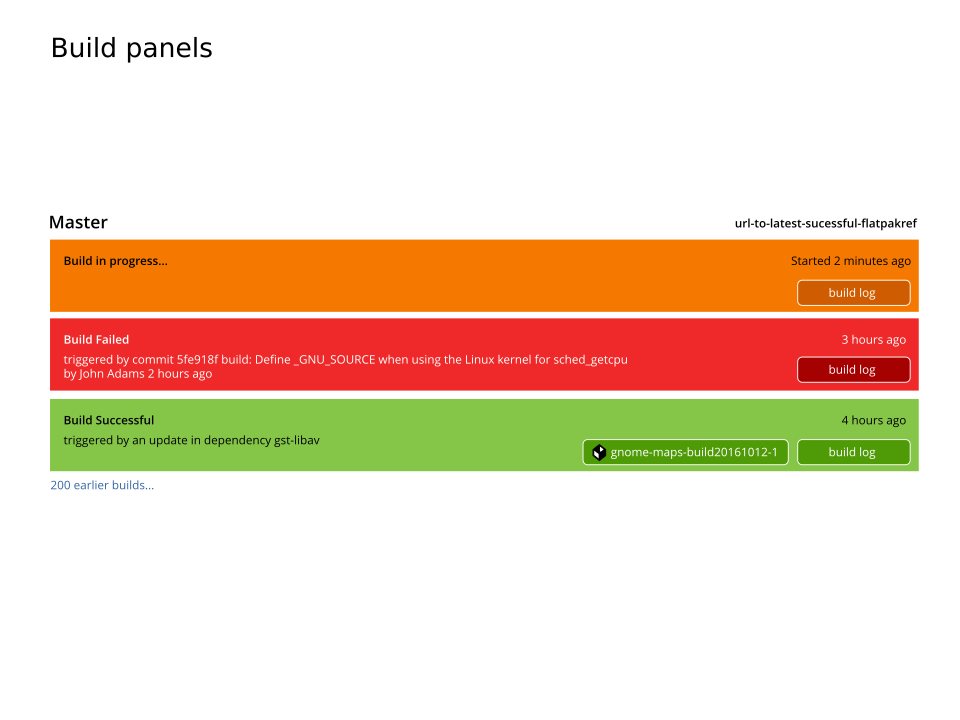 Build panels
Master
url-to-latest-sucessful-flatpakref
Build in progress...
Started 2 minutes ago
build log
Build Failed
3 hours ago
triggered by commit 5fe918f build: Define _GNU_SOURCE when using the Linux kernel for sched_getcpu
by John Adams 2 hours ago
build log
Build Successful
4 hours ago
triggered by an update in dependency gst-libav
gnome-maps-build20161012-1
build log
200 earlier builds...